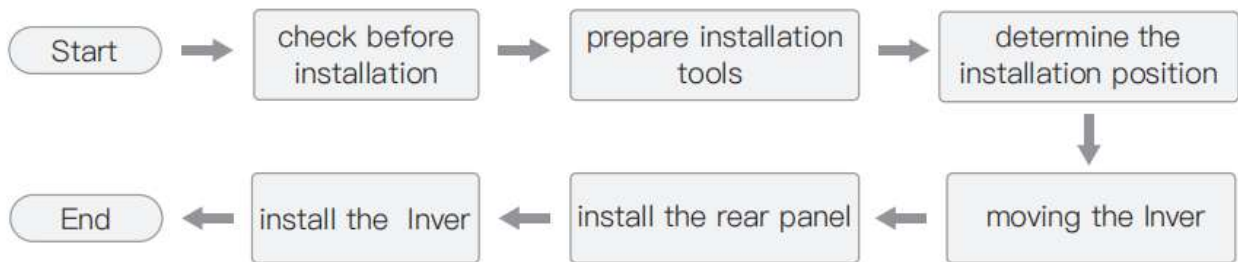 Start
check before
installation
prepare installation
tools
determine the
installation position
moving the Inver
install the rear panel
install the  Inver
End